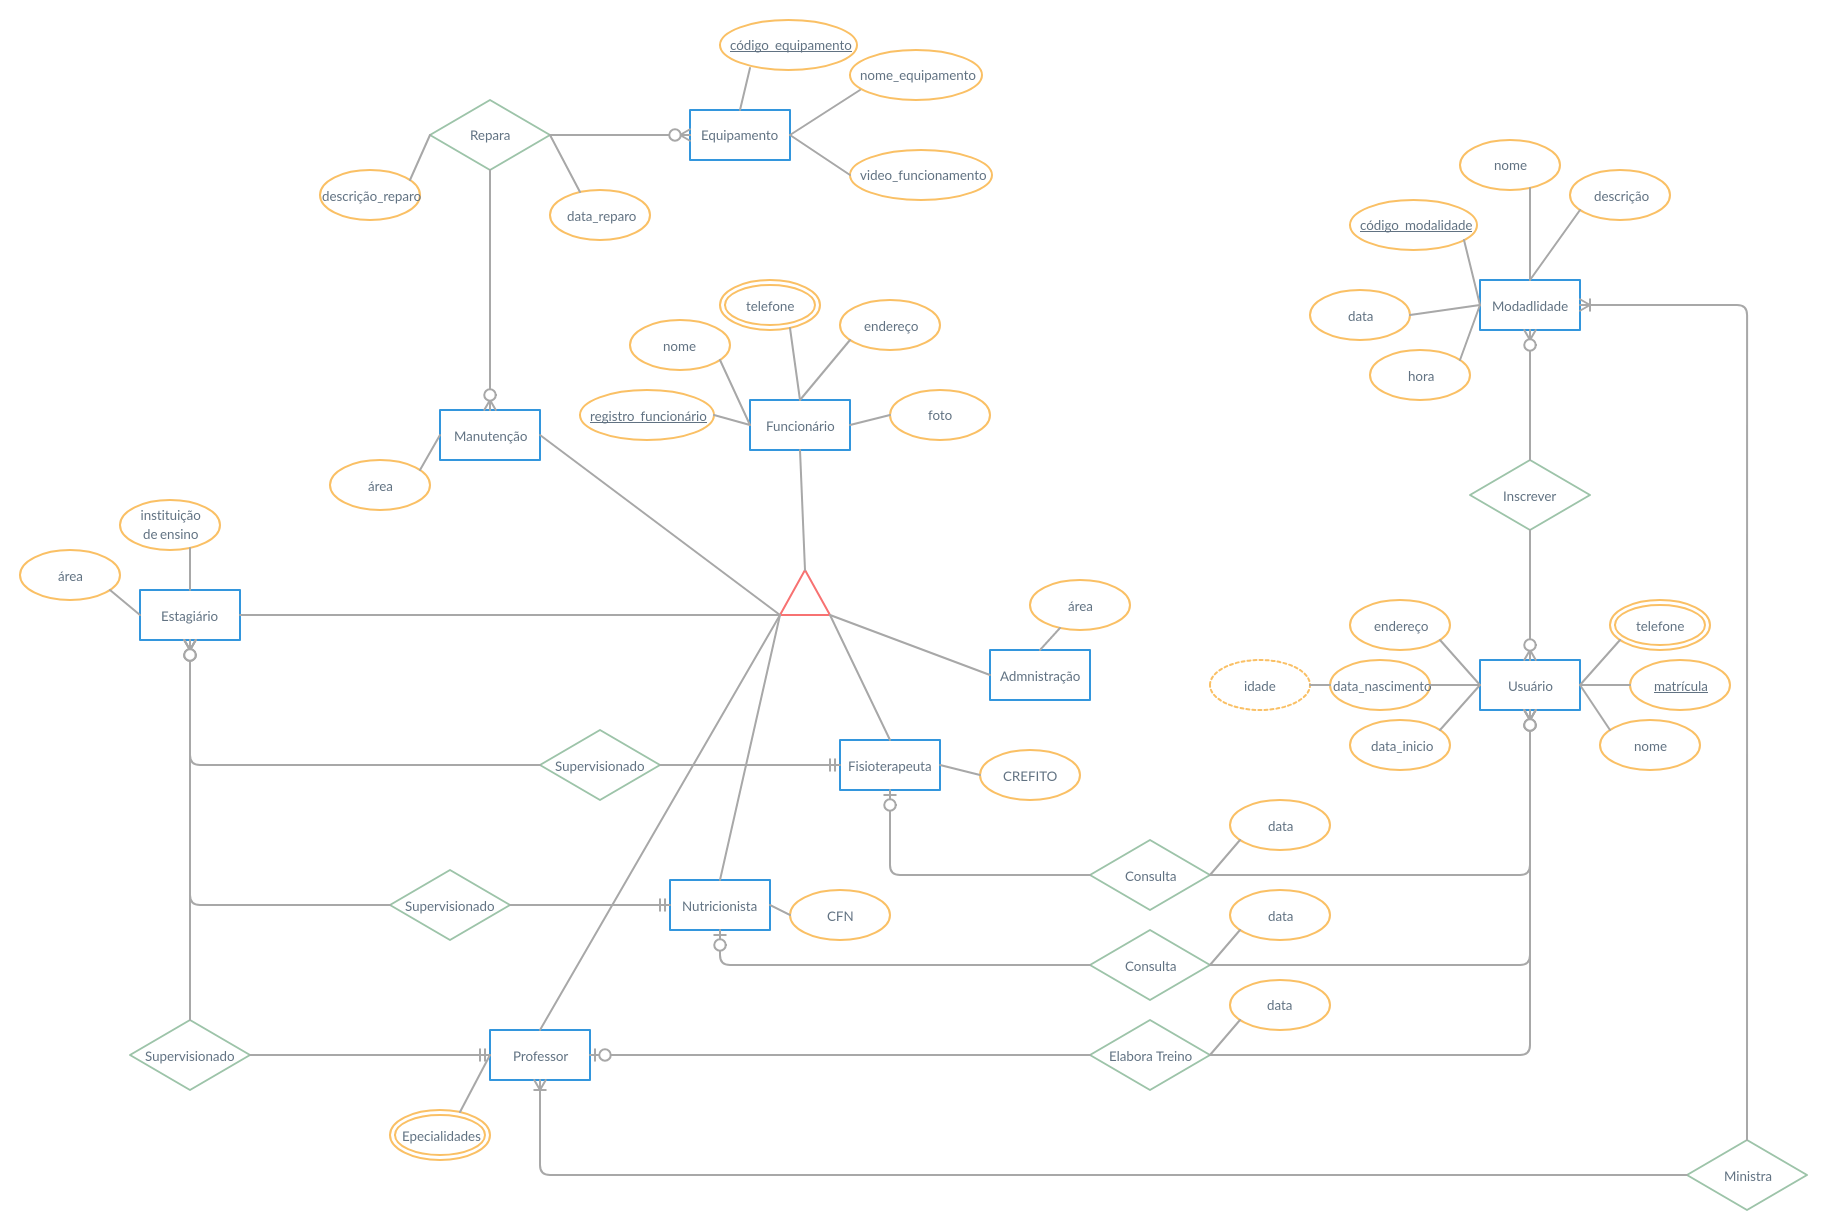 código_equipamento
nome_equipamento
Repara
Equipamento
nome
video_funcionamento
descrição_reparo
descrição
data_reparo
código_modalidade
telefone
Modadlidade
endereço
data
nome
hora
registro_funcionário
foto
Manutenção
Funcionário
área
Inscrever
instituição
de ensino
área
área
Estagiário
endereço
telefone
Admnistração
idade
data_nascimento
Usuário
matrícula
data_inicio
nome
Supervisionado
Fisioterapeuta
CREFITO
data
Consulta
Supervisionado
Nutricionista
CFN
data
Consulta
data
Supervisionado
Professor
Elabora Treino
Epecialidades
Ministra